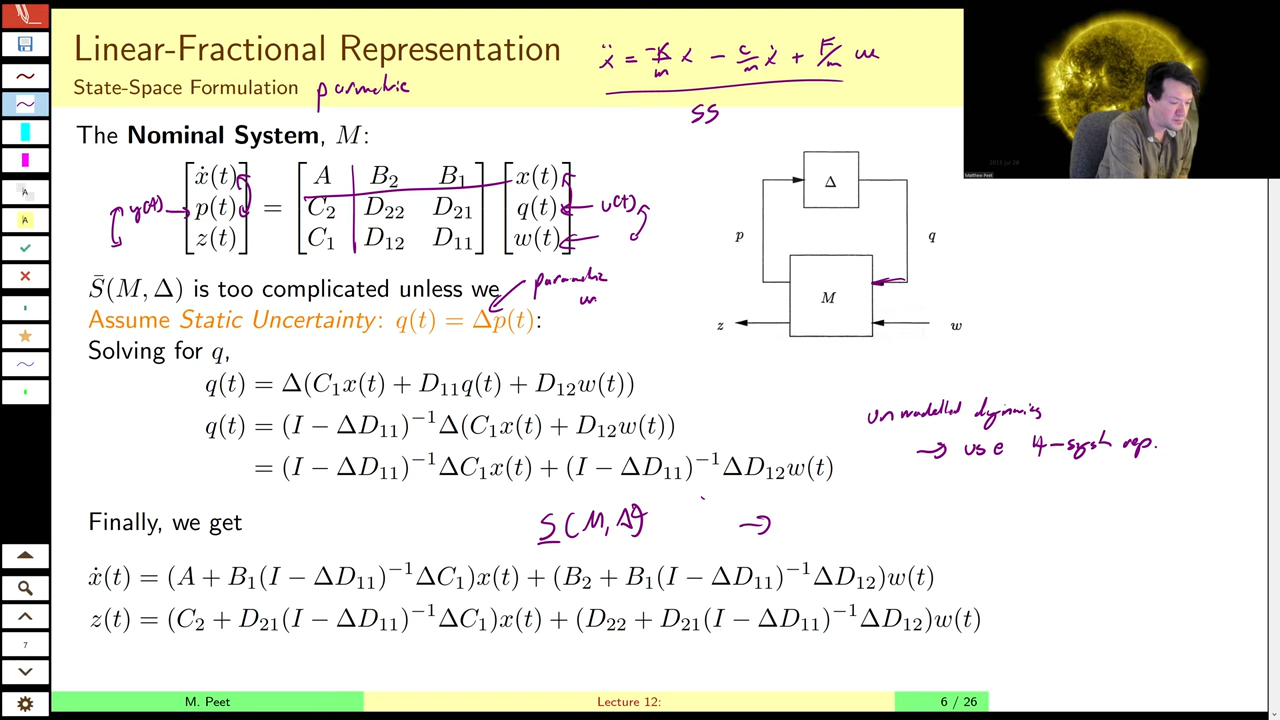 Linear-Fractional Representation
ẍ = -k/m x - c/m ẋ + F/m w
State-Space Formulation parametric
SS
The Nominal System, M:
[ẋ(t)] = [A B₂ B₁] [x(t)]
y(t) [p(t)] [C₂ D₂₂ D₂₁] [q(t)] u(t)
[z(t)] [C₁ D₁₂ D₁₁] [w(t)]
S̄(M, Δ) is too complicated unless we
Assume Static Uncertainty: q(t) = Δp(t):
Solving for q,
q(t) = Δ(C₁x(t) + D₁₁q(t) + D₁₂w(t))
q(t) = (I − ΔD₁₁)⁻¹Δ(C₁x(t) + D₁₂w(t))
= (I − ΔD₁₁)⁻¹ΔC₁x(t) + (I − ΔD₁₁)⁻¹ΔD₁₂w(t)
Finally, we get
S(M, Δ) →
ẋ(t) = (A + B₁(I − ΔD₁₁)⁻¹ΔC₁)x(t) + (B₂ + B₁(I − ΔD₁₁)⁻¹ΔD₁₂)w(t)
z(t) = (C₂ + D₂₁(I − ΔD₁₁)⁻¹ΔC₁)x(t) + (D₂₂ + D₂₁(I − ΔD₁₁)⁻¹ΔD₁₂)w(t)
Δ
p
q
M
z
w
unmodelled dynamics
→ use 4-syst rep.
M. Peet
Lecture 12:
6 / 26
Matthew Peet
7